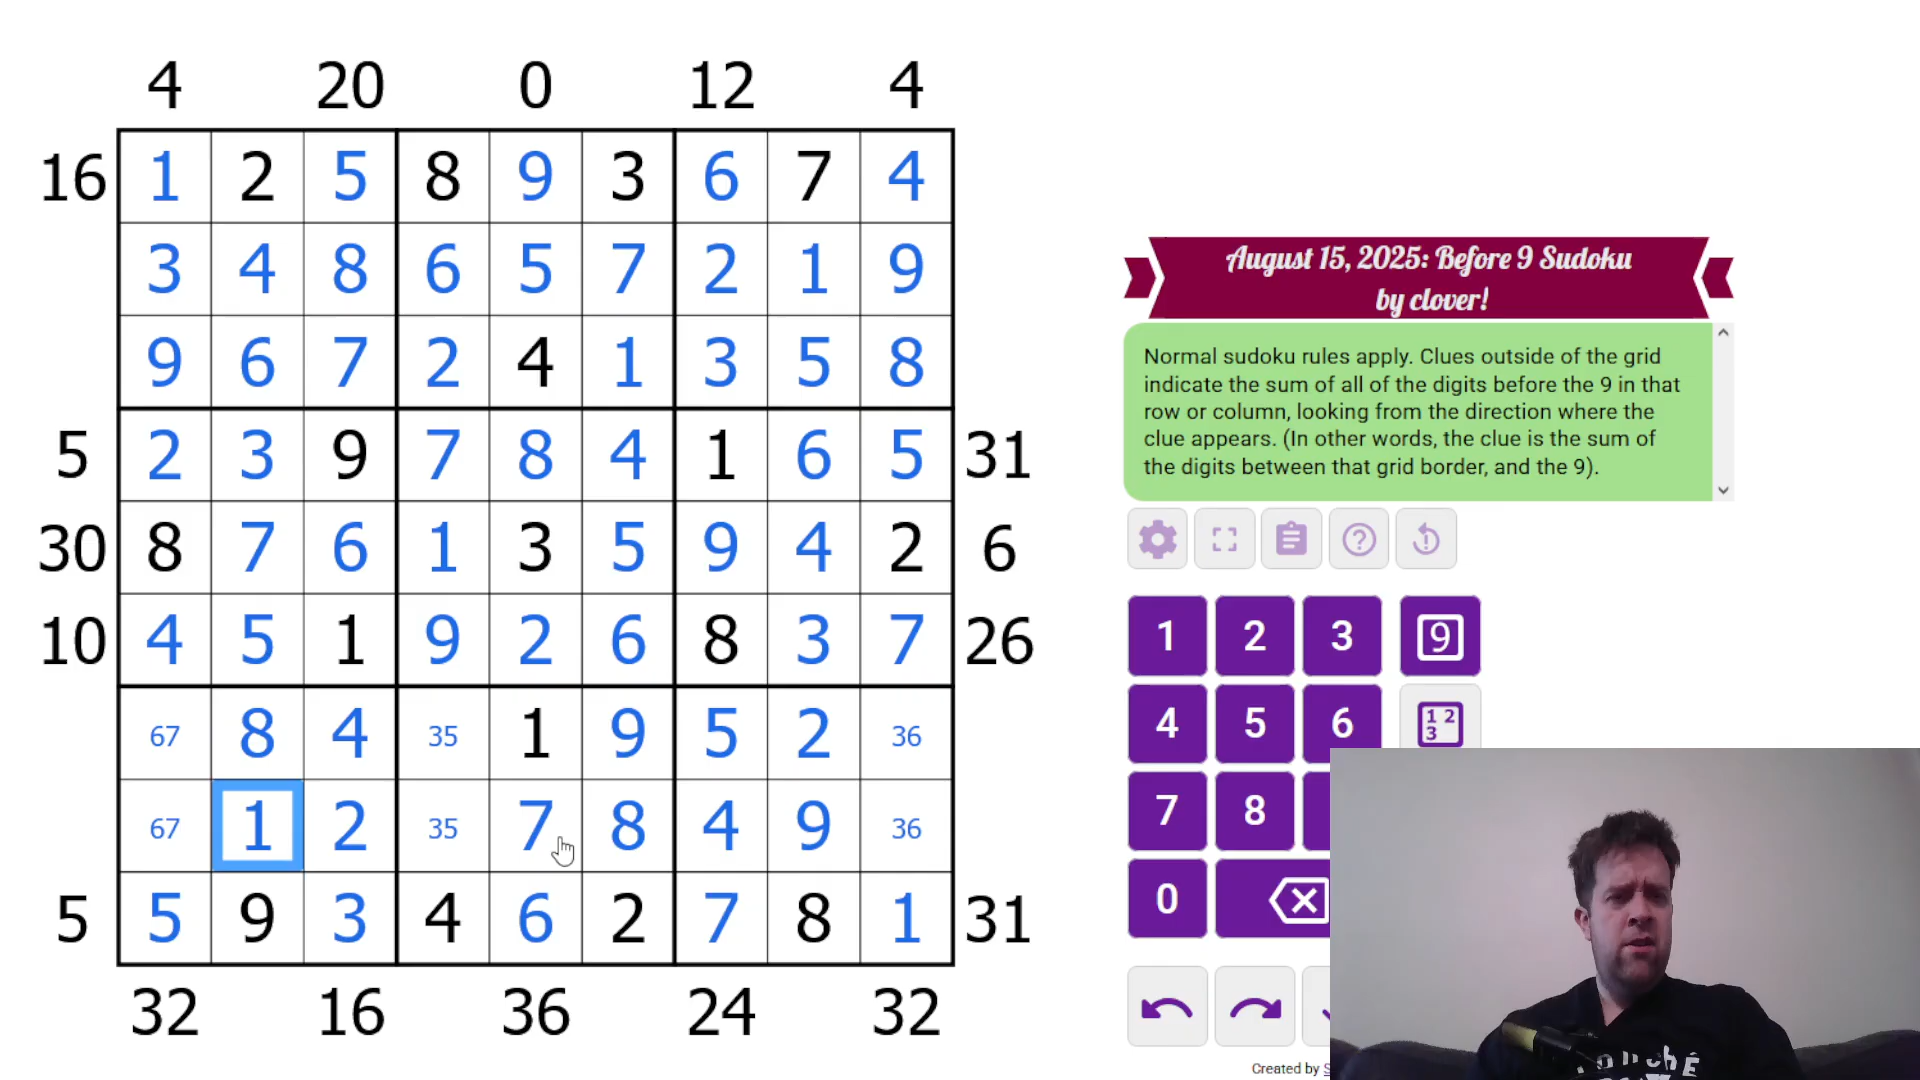 4 20 0 12 4
16 1 2 5 8 9 3 6 7 4
3 4 8 6 5 7 2 1 9
9 6 7 2 4 1 3 5 8
5 2 3 9 7 8 4 1 6 5 31
30 8 7 6 1 3 5 9 4 2 6
10 4 5 1 9 2 6 8 3 7 26
67 8 4 35 1 9 5 2 36
67 1 2 35 7 8 4 9 36
5 5 9 3 4 6 2 7 8 1 31
32 16 36 24 32
August 15, 2025: Before 9 Sudoku
by clover!
Normal sudoku rules apply. Clues outside of the grid
indicate the sum of all of the digits before the 9 in that
row or column, looking from the direction where the
clue appears. (In other words, the clue is the sum of
the digits between that grid border, and the 9).
1 2 3 9
4 5 6 1 2
3
7 8
0
Created by